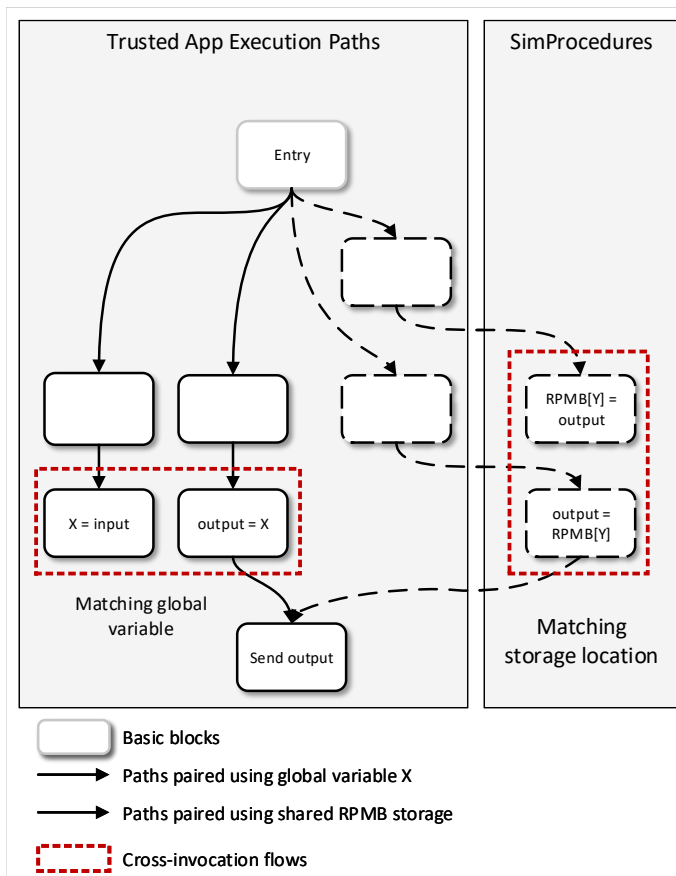 Trusted App Execution Paths
SimProcedures
Entry
RPMB[Y] =
output
X = input
output = X
output =
RPMB[Y]
Matching global
variable
Send output
Matching
storage location
Basic blocks
Paths paired using global variable X
Paths paired using shared RPMB storage
Cross-invocation flows